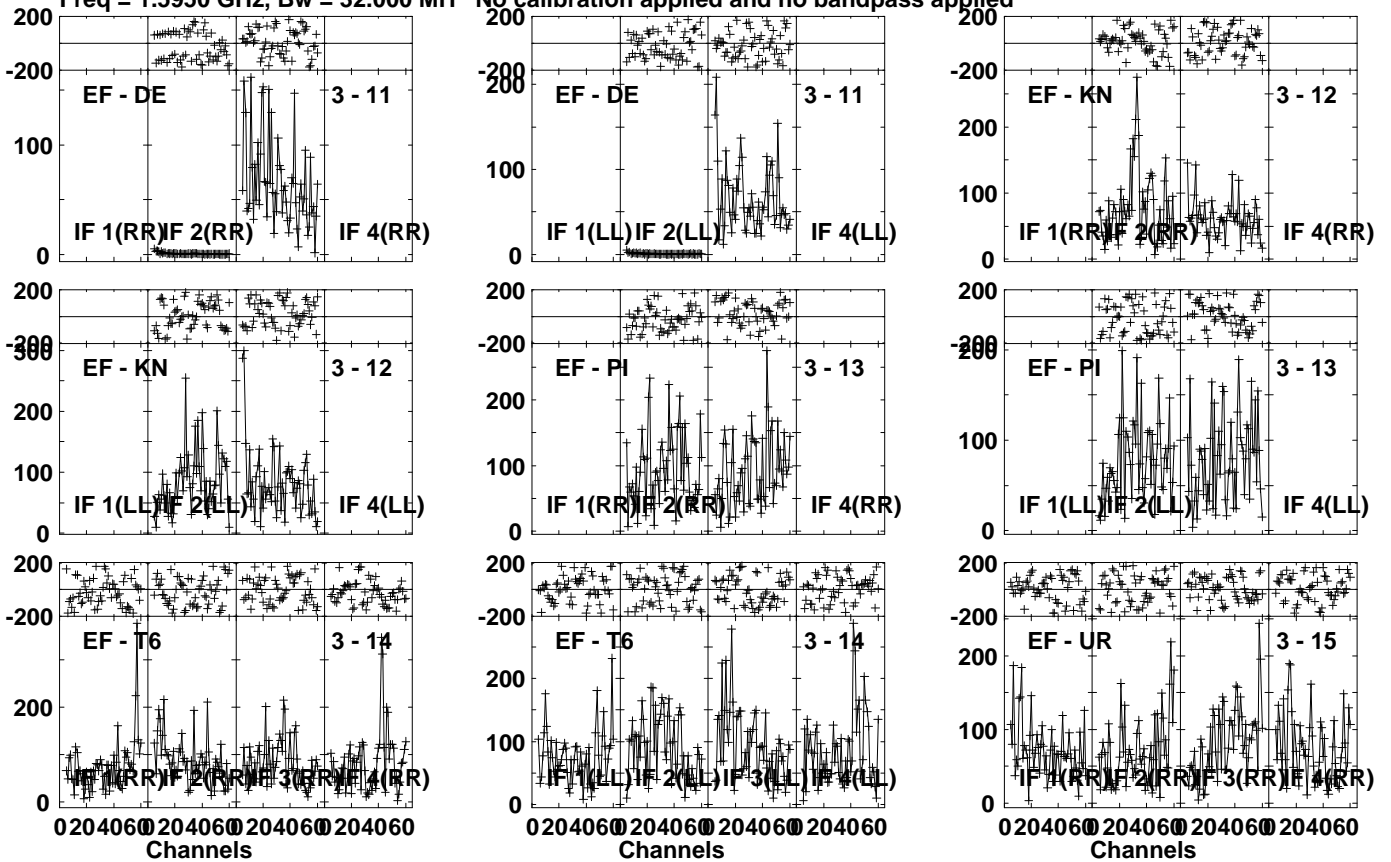 Freq = 1.5950 GHz, Bw = 32.000 MH No calibration applied and no bandpass applied
200
-200
EF - DE 3 - 11
100
0
IF 1(RR) IF 2(RR) IF 4(RR)
200
-200
200
EF - DE 3 - 11
100
0
IF 1(LL) IF 2(LL) IF 4(LL)
200
-200
EF - KN 3 - 12
200
100
0
IF 1(RR) IF 2(RR) IF 4(RR)
200
-200
300
EF - KN 3 - 12
200
100
0
IF 1(LL) IF 2(LL) IF 4(LL)
200
-200
EF - PI 3 - 13
200
100
0
IF 1(RR) IF 2(RR) IF 4(RR)
200
-200
200
EF - PI 3 - 13
100
0
IF 1(LL) IF 2(LL) IF 4(LL)
200
-200
EF - T6 3 - 14
200
100
0
IF 1(RR) IF 2(RR) IF 3(RR) IF 4(RR)
0 20 40 60 0 20 40 60 0 20 40 60 0 20 40 60
Channels
200
-200
EF - T6 3 - 14
200
100
0
IF 1(LL) IF 2(LL) IF 3(LL) IF 4(LL)
0 20 40 60 0 20 40 60 0 20 40 60 0 20 40 60
Channels
200
-200
EF - UR 3 - 15
200
100
0
IF 1(RR) IF 2(RR) IF 3(RR) IF 4(RR)
0 20 40 60 0 20 40 60 0 20 40 60 0 20 40 60
Channels